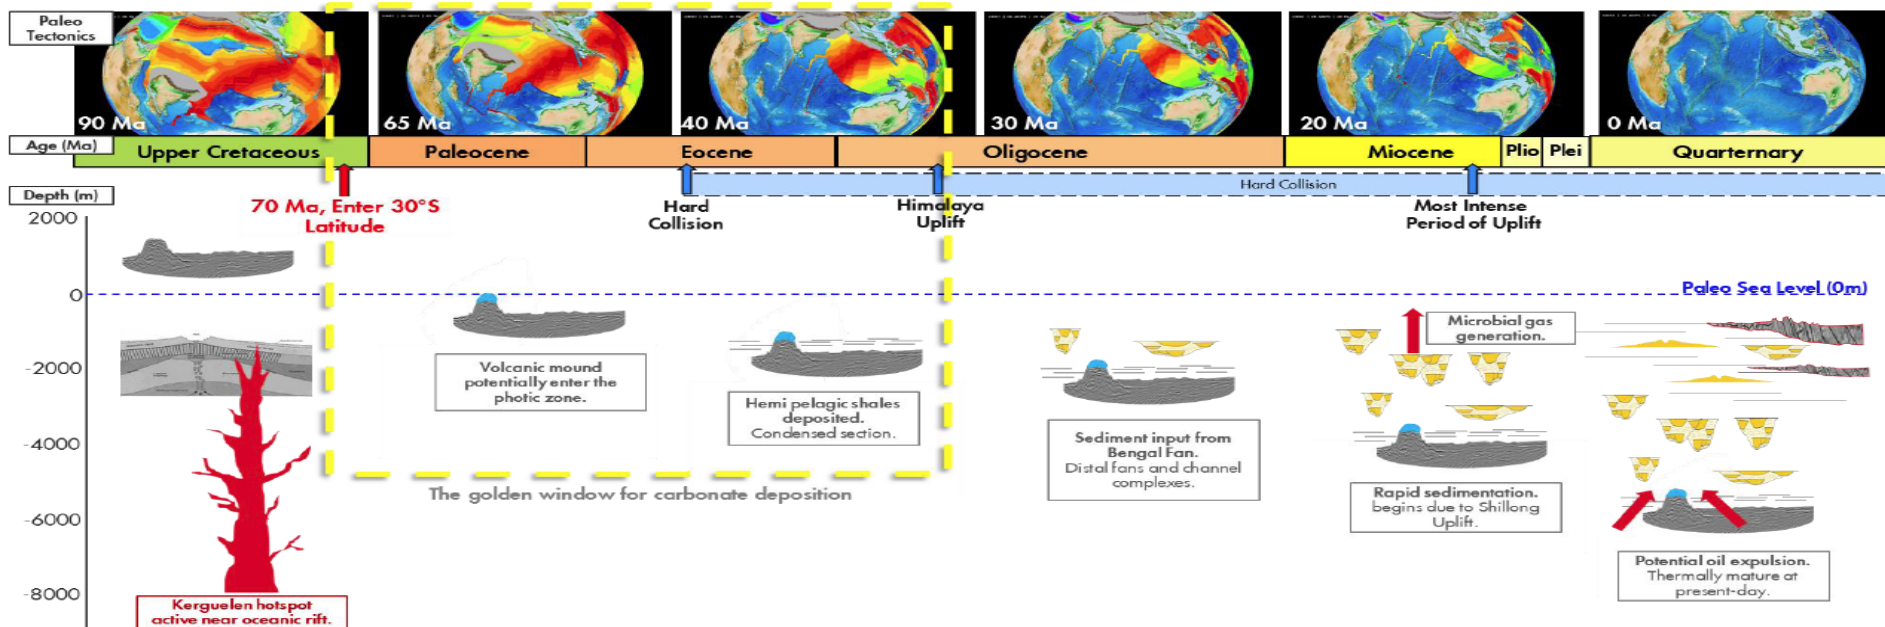 Paleo
Tectonics
90 Ma
65 Ma
40 Ma
30 Ma
20 Ma
0 Ma
Age (Ma)
Upper Cretaceous
Paleocene
Eocene
Oligocene
Miocene
Plio
Plei
Quarternary
Depth (m)
Hard Collision
70 Ma, Enter 30°S
Latitude
Hard
Collision
Himalaya
Uplift
Most Intense
Period of Uplift
2000
0
-2000
-4000
-6000
-8000
Paleo Sea Level (0m)
Microbial gas
generation.
Volcanic mound
potentially enter the
photic zone.
Hemi pelagic shales
deposited.
Condensed section.
Sediment input from
Bengal Fan.
Distal fans and channel
complexes.
Rapid sedimentation.
begins due to Shillong
Uplift.
The golden window for carbonate deposition
Potential oil expulsion.
Thermally mature at
present-day.
Kerguelen hotspot
active near oceanic rift.